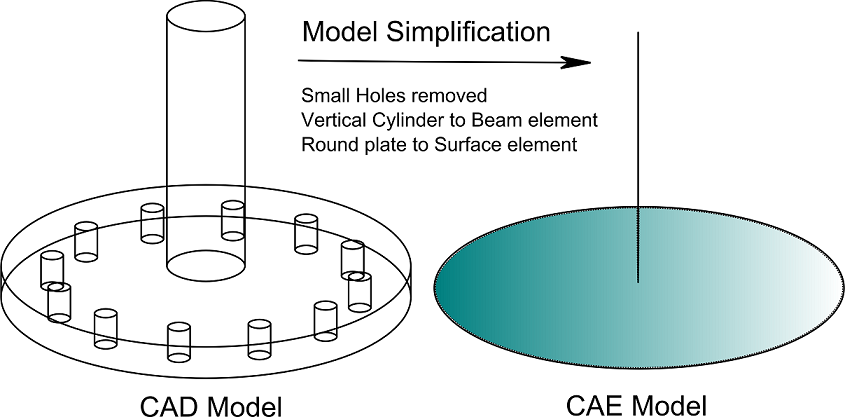 Model Simplification
Small Holes removed
Vertical Cylinder to Beam element
Round plate to Surface element
CAD Model
CAE Model